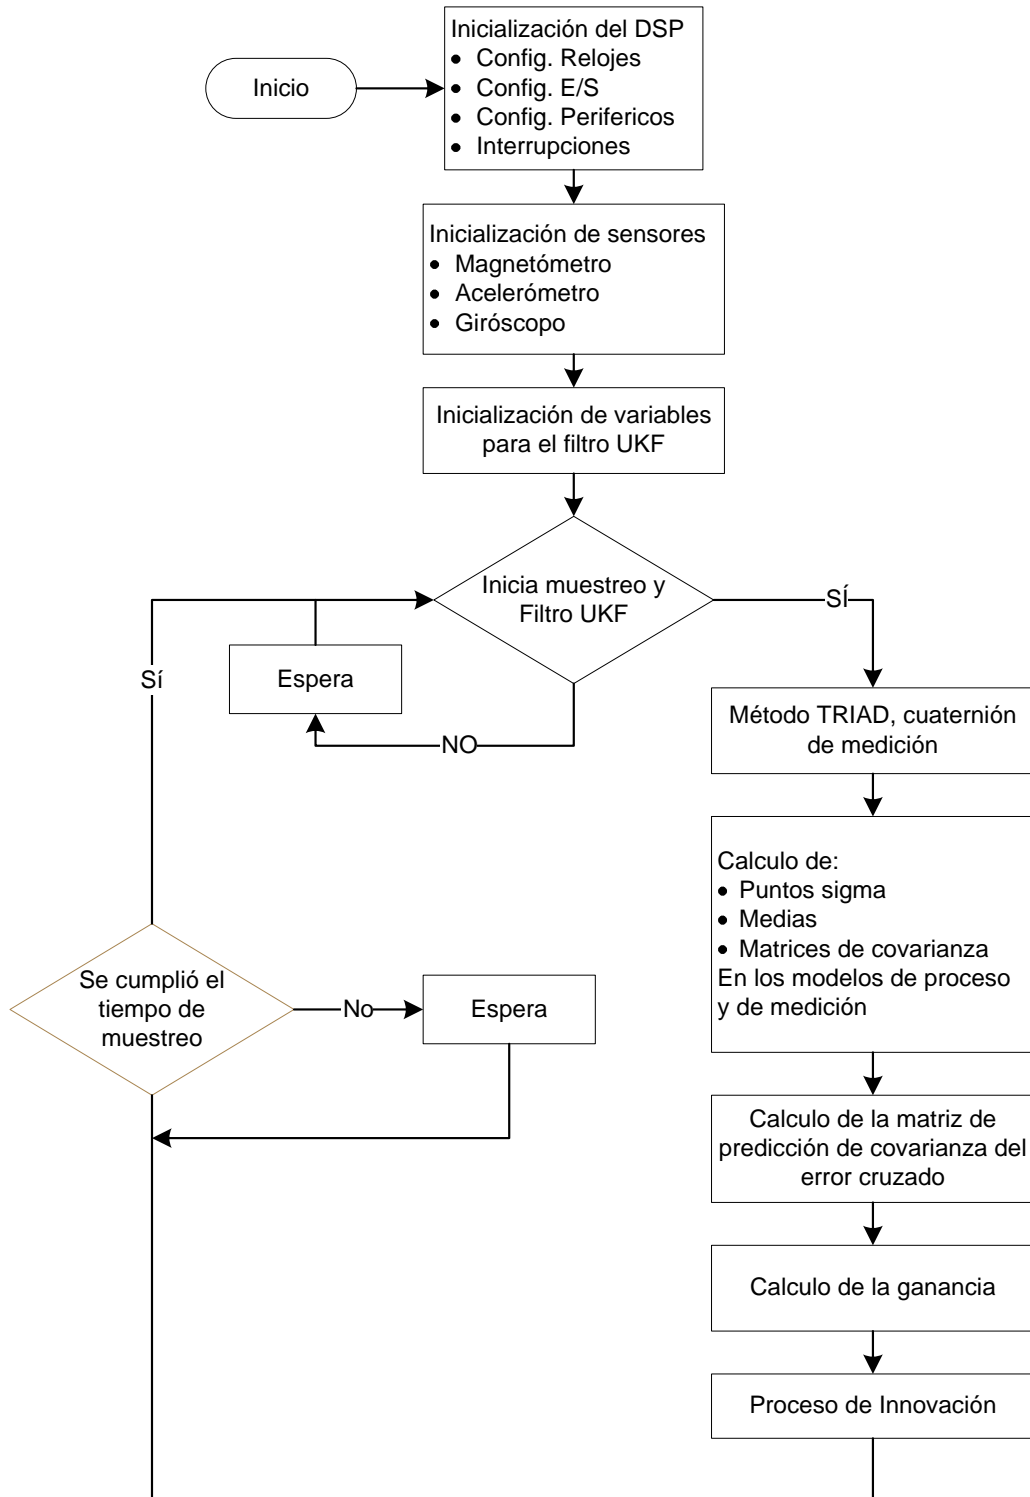 Inicio
Inicialización del DSP
• Config. Relojes
• Config. E/S
• Config. Perifericos
• Interrupciones
Inicialización de sensores
• Magnetómetro
• Acelerómetro
• Giróscopo
Inicialización de variables
para el filtro UKF
Inicia muestreo y
Filtro UKF
SÍ
NO
Espera
Sí
Método TRIAD, cuaternión
de medición
Calculo de:
• Puntos sigma
• Medias
• Matrices de covarianza
En los modelos de proceso
y de medición
Se cumplió el
tiempo de
muestreo
No
Espera
Calculo de la matriz de
predicción de covarianza del
error cruzado
Calculo de la ganancia
Proceso de Innovación